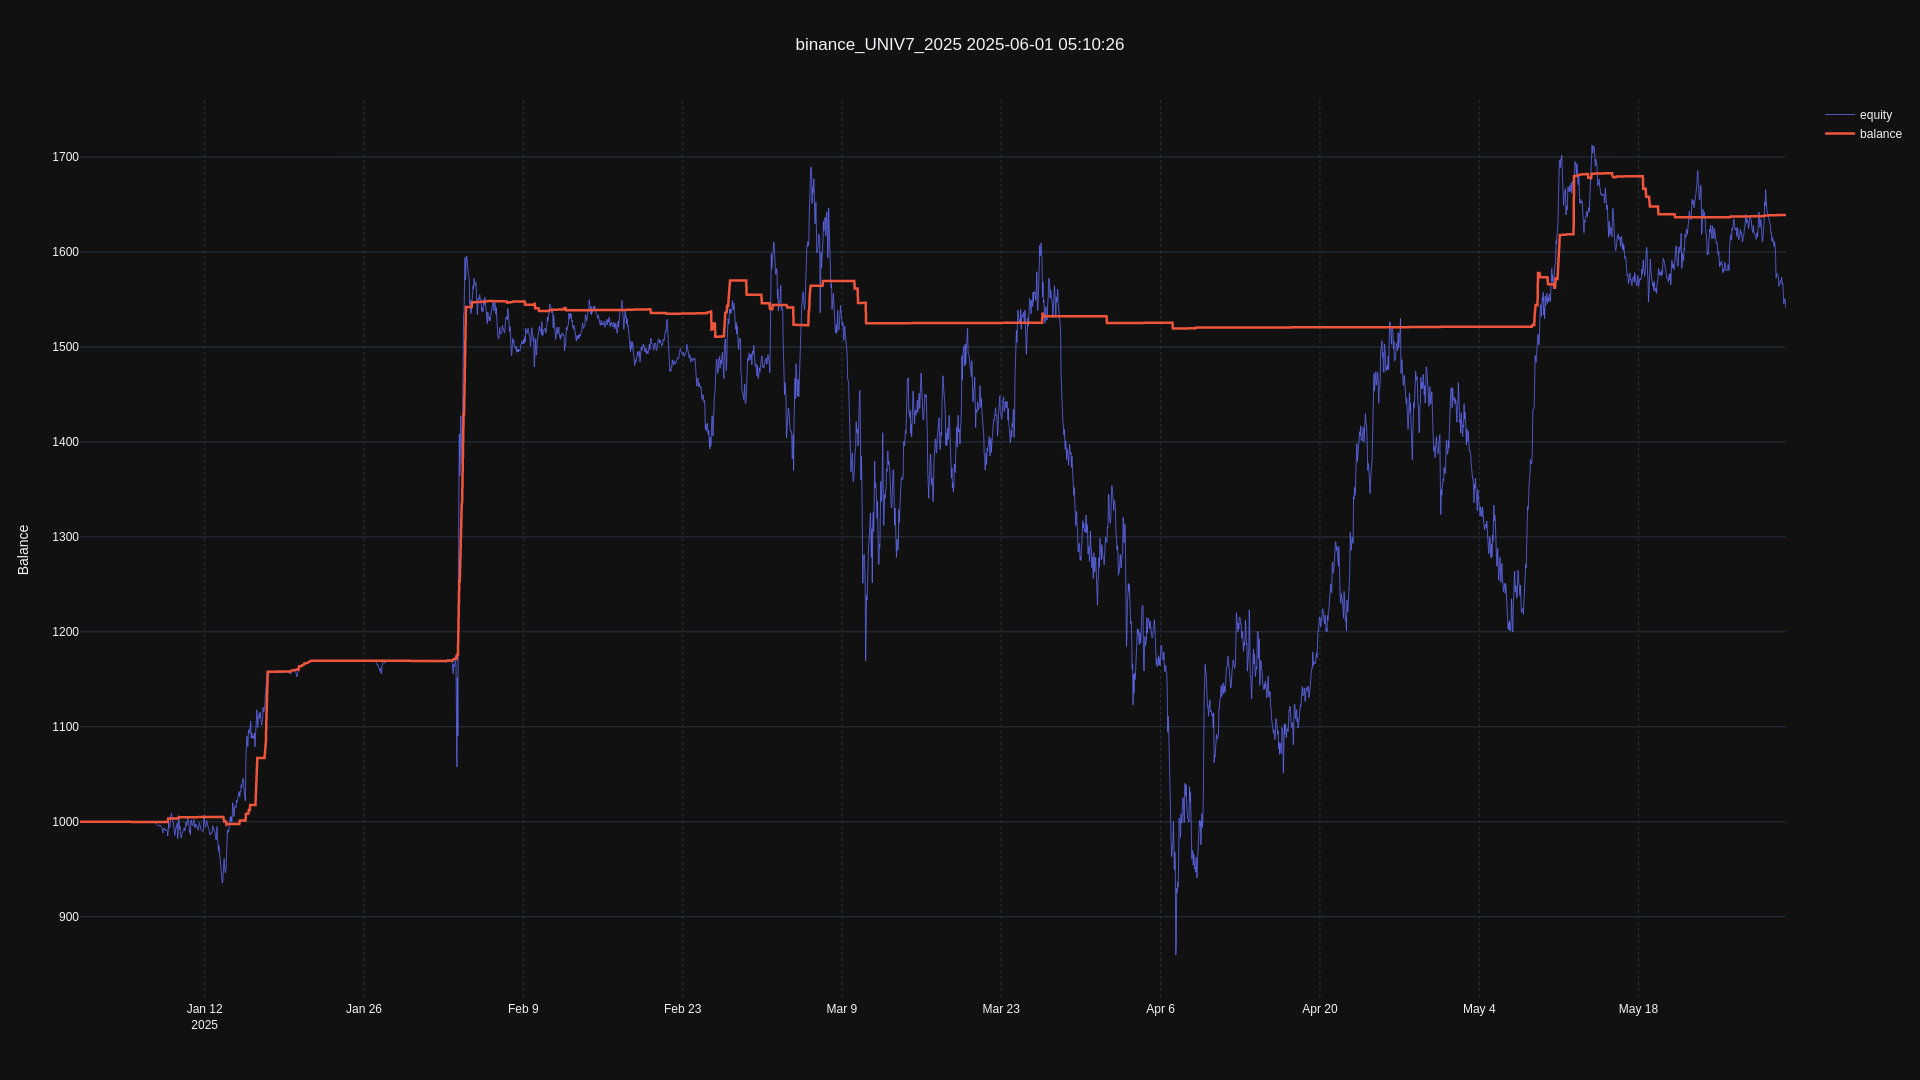 binance_UNIV7_2025 2025-06-01 05:10:26
equity
balance
1700
1600
1500
1400
1300
1200
1100
1000
900
Balance
Jan 12
2025
Jan 26
Feb 9
Feb 23
Mar 9
Mar 23
Apr 6
Apr 20
May 4
May 18